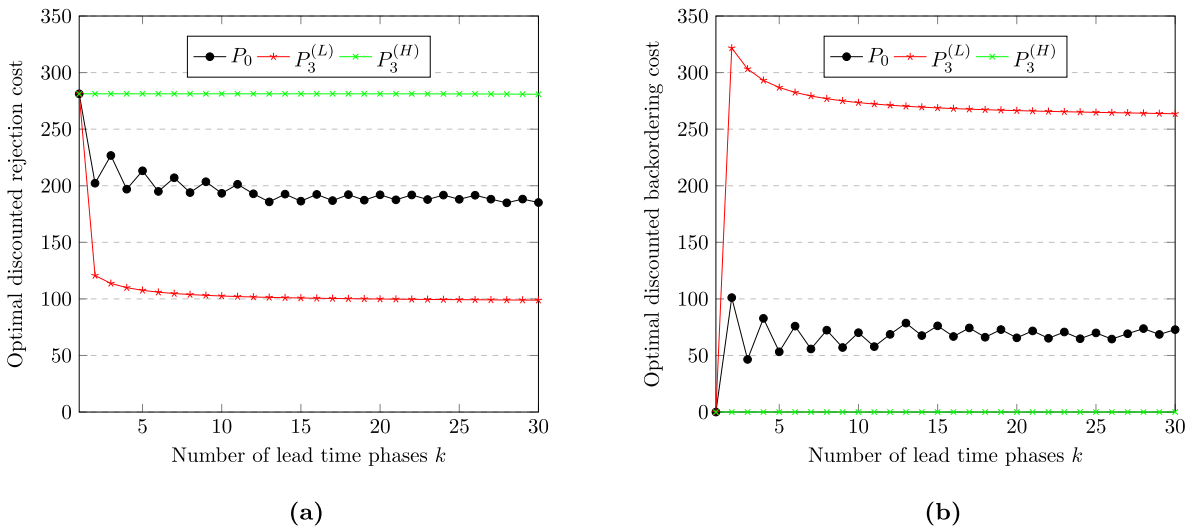 Optimal discounted rejection cost
350
300
250
200
150
100
50
0
P₀ P₃⁽ᴸ⁾ P₃⁽ᴴ⁾
5 10 15 20 25 30
Number of lead time phases k
(a)
Optimal discounted backordering cost
350
300
250
200
150
100
50
0
P₀ P₃⁽ᴸ⁾ P₃⁽ᴴ⁾
5 10 15 20 25 30
Number of lead time phases k
(b)